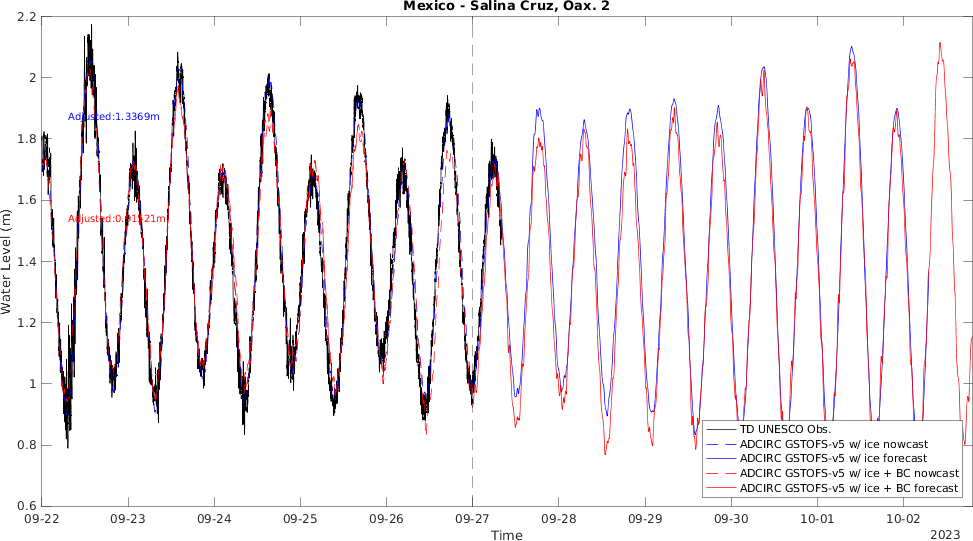 Mexico - Salina Cruz, Oax. 2
2.2
2
1.8
1.6
1.4
1.2
1
0.8
0.6
Water Level (m)
Adjusted:1.3369m
Adjusted:0.91521m
TD UNESCO Obs.
ADCIRC GSTOFS-v5 w/ ice nowcast
ADCIRC GSTOFS-v5 w/ ice forecast
ADCIRC GSTOFS-v5 w/ ice + BC nowcast
ADCIRC GSTOFS-v5 w/ ice + BC forecast
09-22 09-23 09-24 09-25 09-26 09-27 09-28 09-29 09-30 10-01 10-02
Time
2023